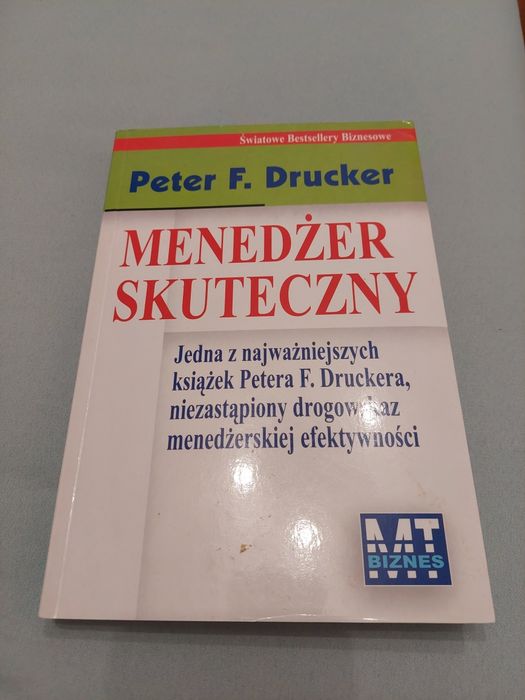 Światowe Bestsellery Biznesowe
Peter F. Drucker
MENEDŻER
SKUTECZNY
Jedna z najważniejszych
książek Petera F. Druckera,
niezastąpiony drogowskaz
menedżerskiej efektywności
MT
BIZNES